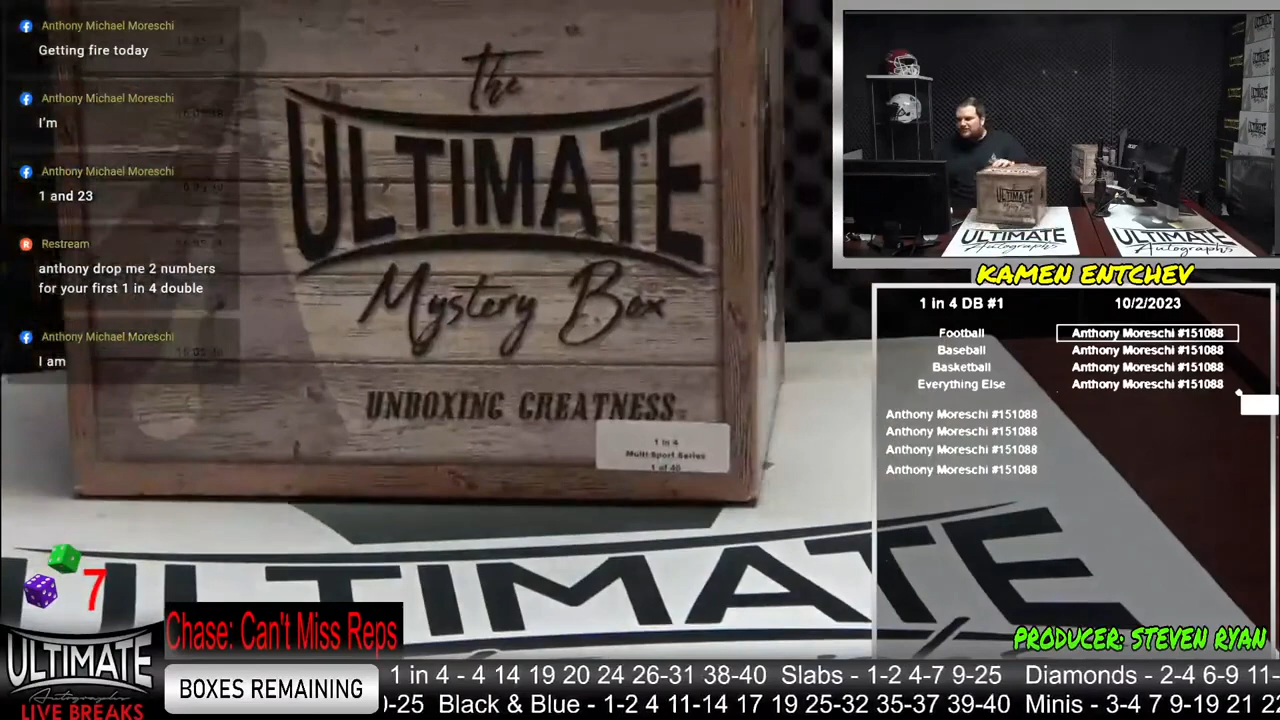 Anthony Michael Moreschi
Getting fire today
Anthony Michael Moreschi
I'm
Anthony Michael Moreschi
1 and 23
Restream
anthony drop me 2 numbers
for your first 1 in 4 double
Anthony Michael Moreschi
I am
The
ULTIMATE
Mystery Box
UNBOXING GREATNESS
1 in 4
Multi Sport Series
1 of 40
ULTIMATE
ULTIMATE
Autographs
ULTIMATE
Autographs
KAMEN ENTCHEV
1 in 4 DB #1 10/2/2023
Football Anthony Moreschi #151088
Baseball Anthony Moreschi #151088
Basketball Anthony Moreschi #151088
Everything Else Anthony Moreschi #151088
Anthony Moreschi #151088
Anthony Moreschi #151088
Anthony Moreschi #151088
Anthony Moreschi #151088
7
ULTIMATE
Chase: Can't Miss Reps
PRODUCER: STEVEN RYAN
ULTIMATE
Autographs
LIVE BREAKS
BOXES REMAINING
1 in 4 - 4 14 19 20 24 26-31 38-40 Slabs - 1-2 4-7 9-25 Diamonds - 2-4 6-9 11-
0-25 Black & Blue - 1-2 4 11-14 17 19 25-32 35-37 39-40 Minis - 3-4 7 9-19 21 22